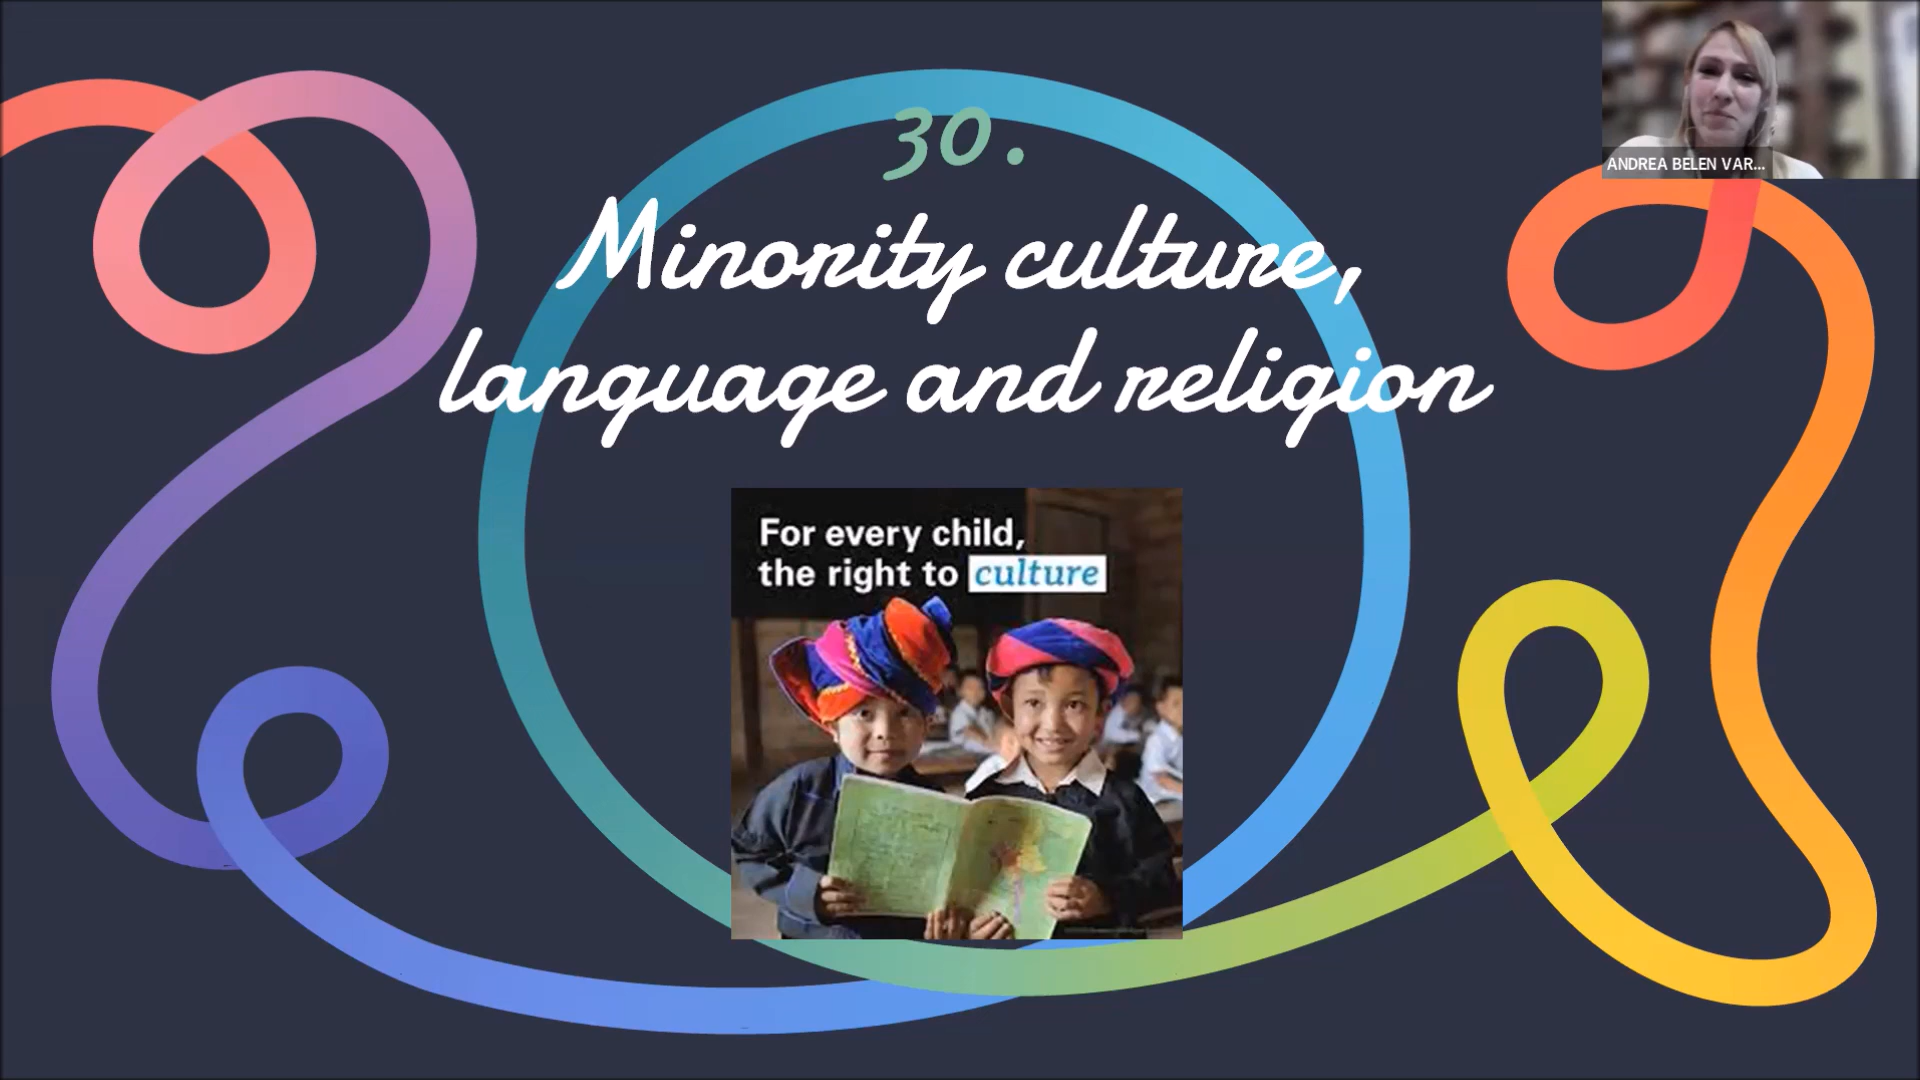 30.
Minority culture,
language and religion
For every child,
the right to culture
ANDREA BELEN VAR...